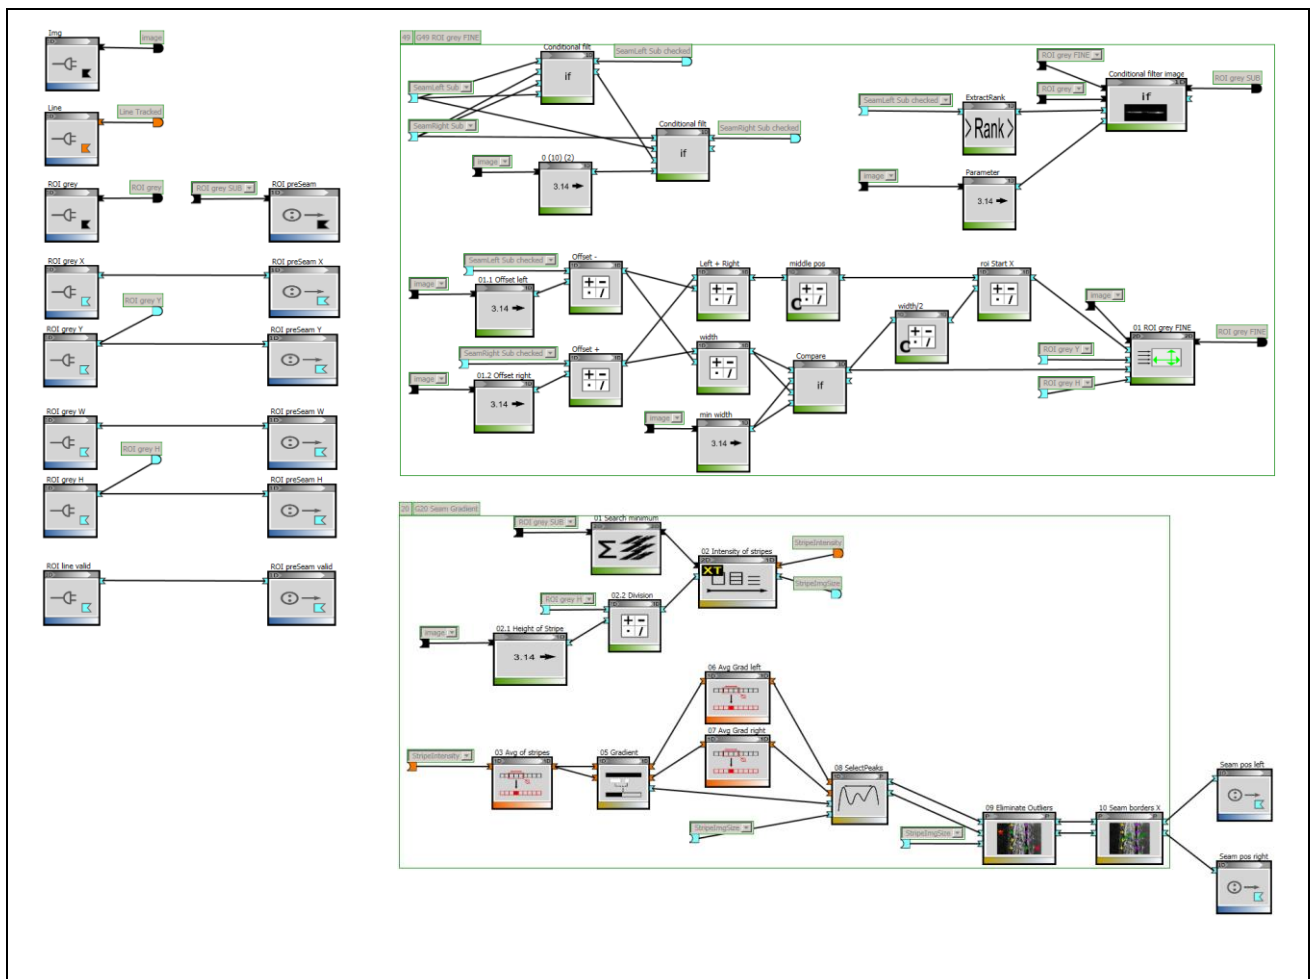 Img
image
Line
Line Tracked
ROI grey
ROI grey
ROI grey SUB
ROI preSeam
ROI grey X
ROI preSeam X
ROI grey Y
ROI grey Y
ROI preSeam Y
ROI grey W
ROI preSeam W
ROI grey H
ROI grey H
ROI preSeam H
ROI line valid
ROI preSeam valid
49 G49 ROI grey FINE
Conditional filt
if
SeamLeft Sub checked
SeamLeft Sub
SeamRight Sub
Conditional filt
if
SeamRight Sub checked
image
0 (10) (2)
3.14
ROI grey FINE
ROI grey
Conditional filter image
if
ROI grey SUB
SeamLeft Sub checked
ExtractRank
>Rank>
image
Parameter
3.14
SeamLeft Sub checked
Offset -
image
01.1 Offset left
3.14
Left + Right
middle pos
C
roi Start X
width/2
C
image
01 ROI grey FINE
ROI grey FINE
ROI grey Y
ROI grey H
SeamRight Sub checked
Offset +
image
01.2 Offset right
3.14
width
Compare
if
image
min width
3.14
20 G20 Seam Gradient
ROI grey SUB
01 Search minimum
Σ
02 Intensity of stripes
XT
StripeIntensity
StripeImgSize
ROI grey H
02.2 Division
image
02.1 Height of Stripe
3.14
06 Avg Grad left
07 Avg Grad right
StripeIntensity
03 Avg of stripes
05 Gradient
08 SelectPeaks
StripeImgSize
StripeImgSize
09 Eliminate Outliers
10 Seam borders X
Seam pos left
Seam pos right